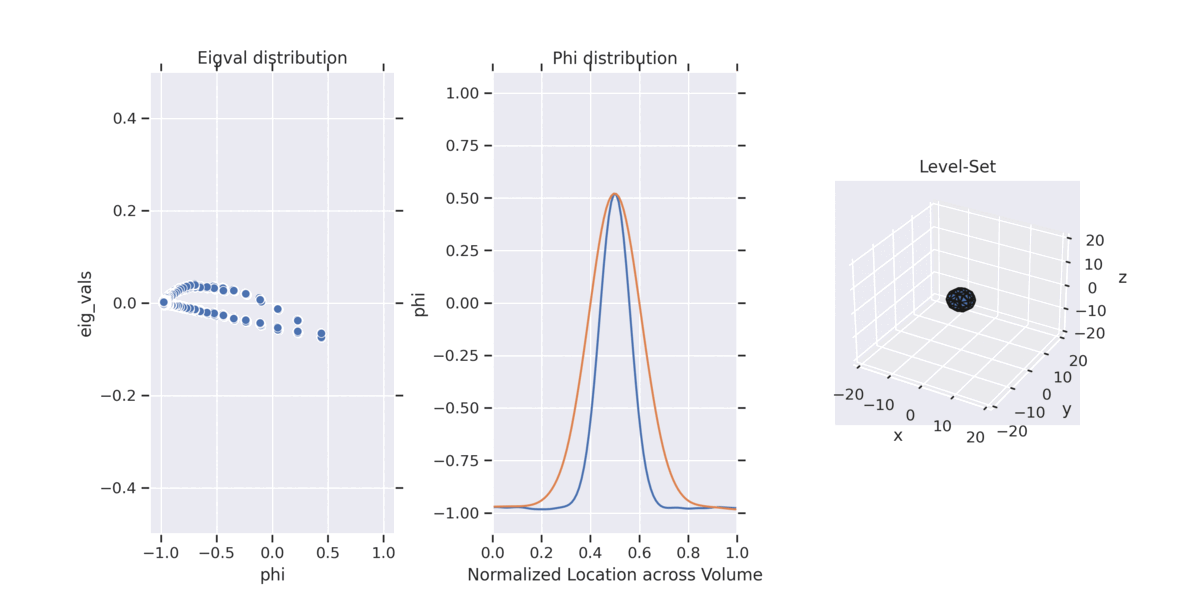 Eigval distribution
0.4
0.2
0.0
−0.2
−0.4
eig_vals
−1.0 −0.5 0.0 0.5 1.0
phi
Phi distribution
1.00
0.75
0.50
0.25
0.00
−0.25
−0.50
−0.75
−1.00
phi
0.0 0.2 0.4 0.6 0.8 1.0
Normalized Location across Volume
Level-Set
20
10
0
−10
−20
z
20
10
0
−10
−20
y
−20
−10
0
10
20
x